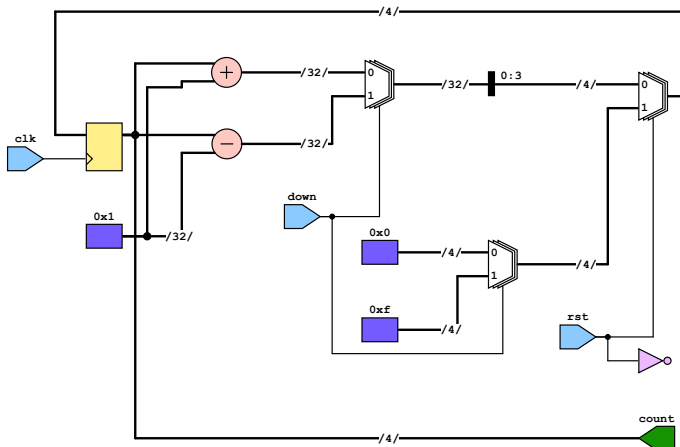 /4/
/32/
0
1
/32/
0:3
/4/
0
1
+
−
/32/
clk
down
0x1
/32/
0x0
/4/
0
1
/4/
0xf
/4/
rst
count
/4/